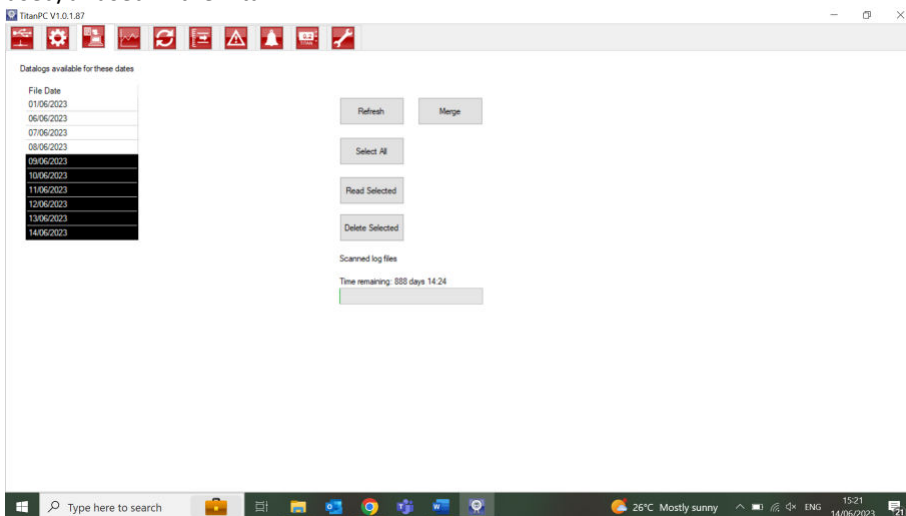 TitanPC V1.0.1.87
Datalogs available for these dates
File Date
01/06/2023
06/06/2023
07/06/2023
08/06/2023
09/06/2023
10/06/2023
11/06/2023
12/06/2023
13/06/2023
14/06/2023
Refresh Merge
Select All
Read Selected
Delete Selected
Scanned log files
Time remaining: 888 days 14:24
Type here to search
26°C Mostly sunny ENG
15:21
14/06/2023
21